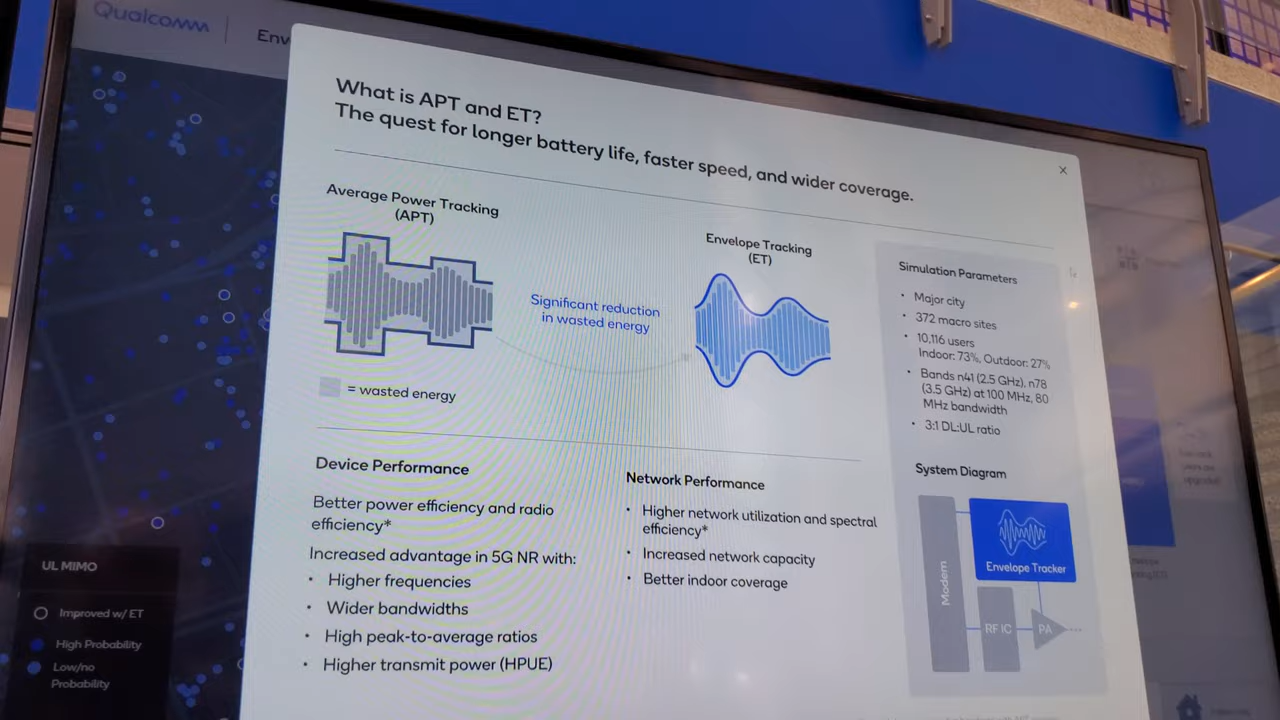 Qualcomm
Env
What is APT and ET?
The quest for longer battery life, faster speed, and wider coverage.
×
Average Power Tracking
(APT)
Significant reduction
in wasted energy
Envelope Tracking
(ET)
= wasted energy
Simulation Parameters
• Major city
• 372 macro sites
• 10,116 users
Indoor: 73%, Outdoor: 27%
• Bands n41 (2.5 GHz), n78
(3.5 GHz) at 100 MHz, 80
MHz bandwidth
• 3:1 DL:UL ratio
Device Performance
Better power efficiency and radio
efficiency*
Increased advantage in 5G NR with:
• Higher frequencies
• Wider bandwidths
• High peak-to-average ratios
• Higher transmit power (HPUE)
Network Performance
• Higher network utilization and spectral
efficiency*
• Increased network capacity
• Better indoor coverage
System Diagram
Modem
Envelope Tracker
RF IC
PA
UL MIMO
Improved w/ ET
High Probability
Low/no
Probability